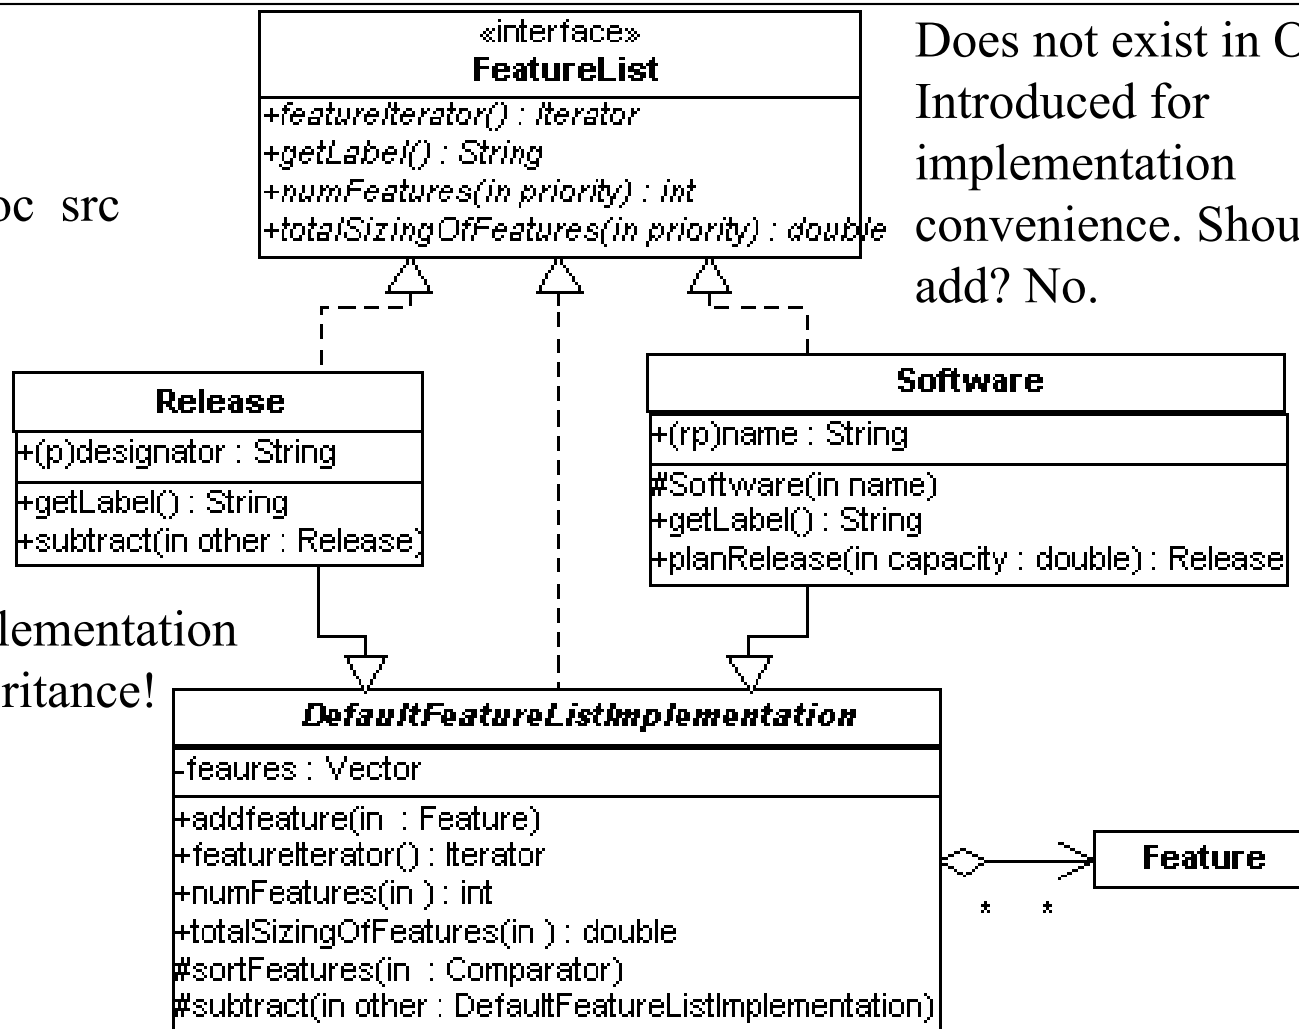 «interface»
FeatureList
+featureIterator() : Iterator
+getLabel() : String
+numFeatures(in priority) : int
+totalSizingOfFeatures(in priority) : double
Does not exist in O
Introduced for
implementation
convenience. Shou
add? No.
oc src
Release
+(p)designator : String
+getLabel() : String
+subtract(in other : Release)
Software
+(rp)name : String
#Software(in name)
+getLabel() : String
+planRelease(in capacity : double) : Release
lementation
ritance!
DefaultFeatureListImplementation
-feaures : Vector
+addfeature(in : Feature)
+featureIterator() : Iterator
+numFeatures(in ) : int
+totalSizingOfFeatures(in ) : double
#sortFeatures(in : Comparator)
#subtract(in other : DefaultFeatureListImplementation)
Feature
* *